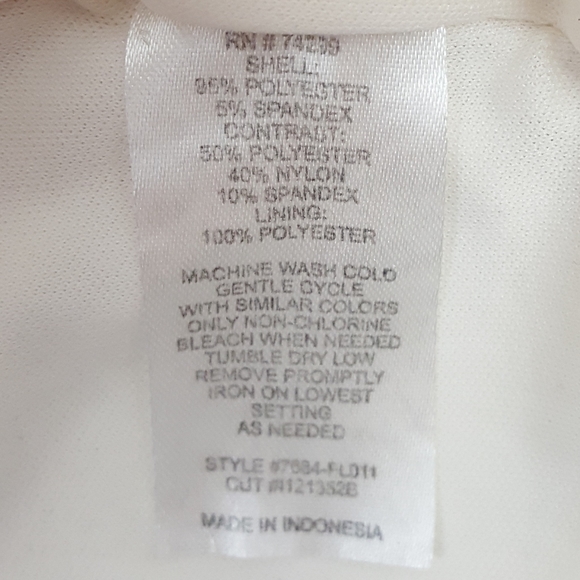 RN # 74299
SHELL:
95% POLYESTER
5% SPANDEX
CONTRAST:
50% POLYESTER
40% NYLON
10% SPANDEX
LINING:
100% POLYESTER
MACHINE WASH COLD
GENTLE CYCLE
WITH SIMILAR COLORS
ONLY NON-CHLORINE
BLEACH WHEN NEEDED
TUMBLE DRY LOW
REMOVE PROMPTLY
IRON ON LOWEST
SETTING
AS NEEDED
STYLE #7684-FL011
CUT
MADE IN INDONESIA